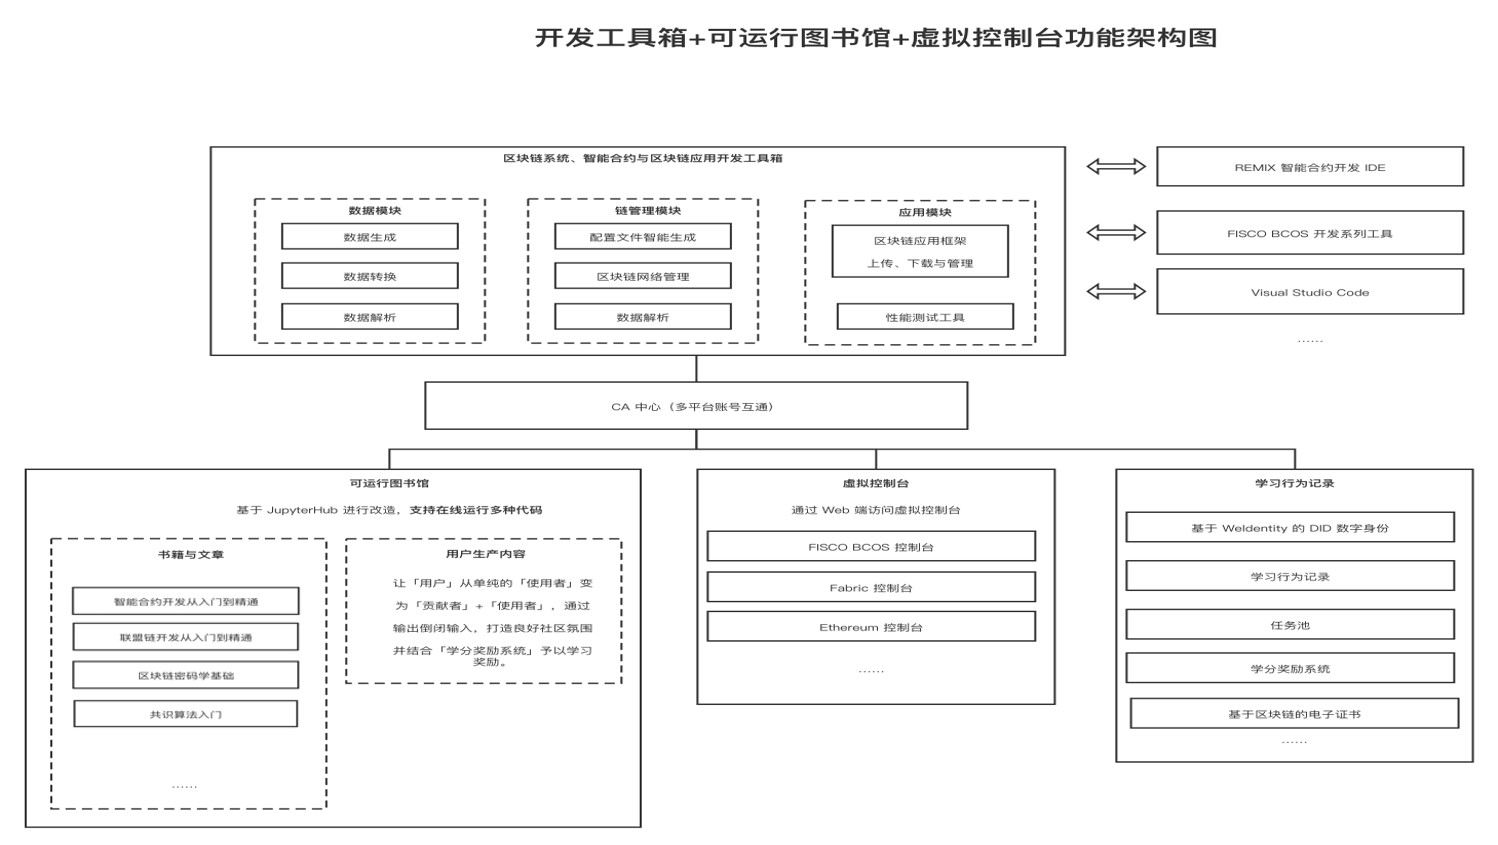 开发工具箱+可运行图书馆+虚拟控制台功能架构图
区块链系统、智能合约与区块链应用开发工具箱
数据模块
数据生成
数据转换
数据解析
链管理模块
配置文件智能生成
区块链网络管理
数据解析
应用模块
区块链应用框架
上传、下载与管理
性能测试工具
REMIX 智能合约开发 IDE
FISCO BCOS 开发系列工具
Visual Studio Code
......
CA 中心（多平台账号互通）
可运行图书馆
基于 JupyterHub 进行改造，支持在线运行多种代码
书籍与文章
智能合约开发从入门到精通
联盟链开发从入门到精通
区块链密码学基础
共识算法入门
......
用户生产内容
让「用户」从单纯的「使用者」变
为「贡献者」+「使用者」，通过
输出倒闭输入，打造良好社区氛围
并结合「学分奖励系统」予以学习
奖励。
虚拟控制台
通过 Web 端访问虚拟控制台
FISCO BCOS 控制台
Fabric 控制台
Ethereum 控制台
......
学习行为记录
基于 WeIdentity 的 DID 数字身份
学习行为记录
任务池
学分奖励系统
基于区块链的电子证书
......